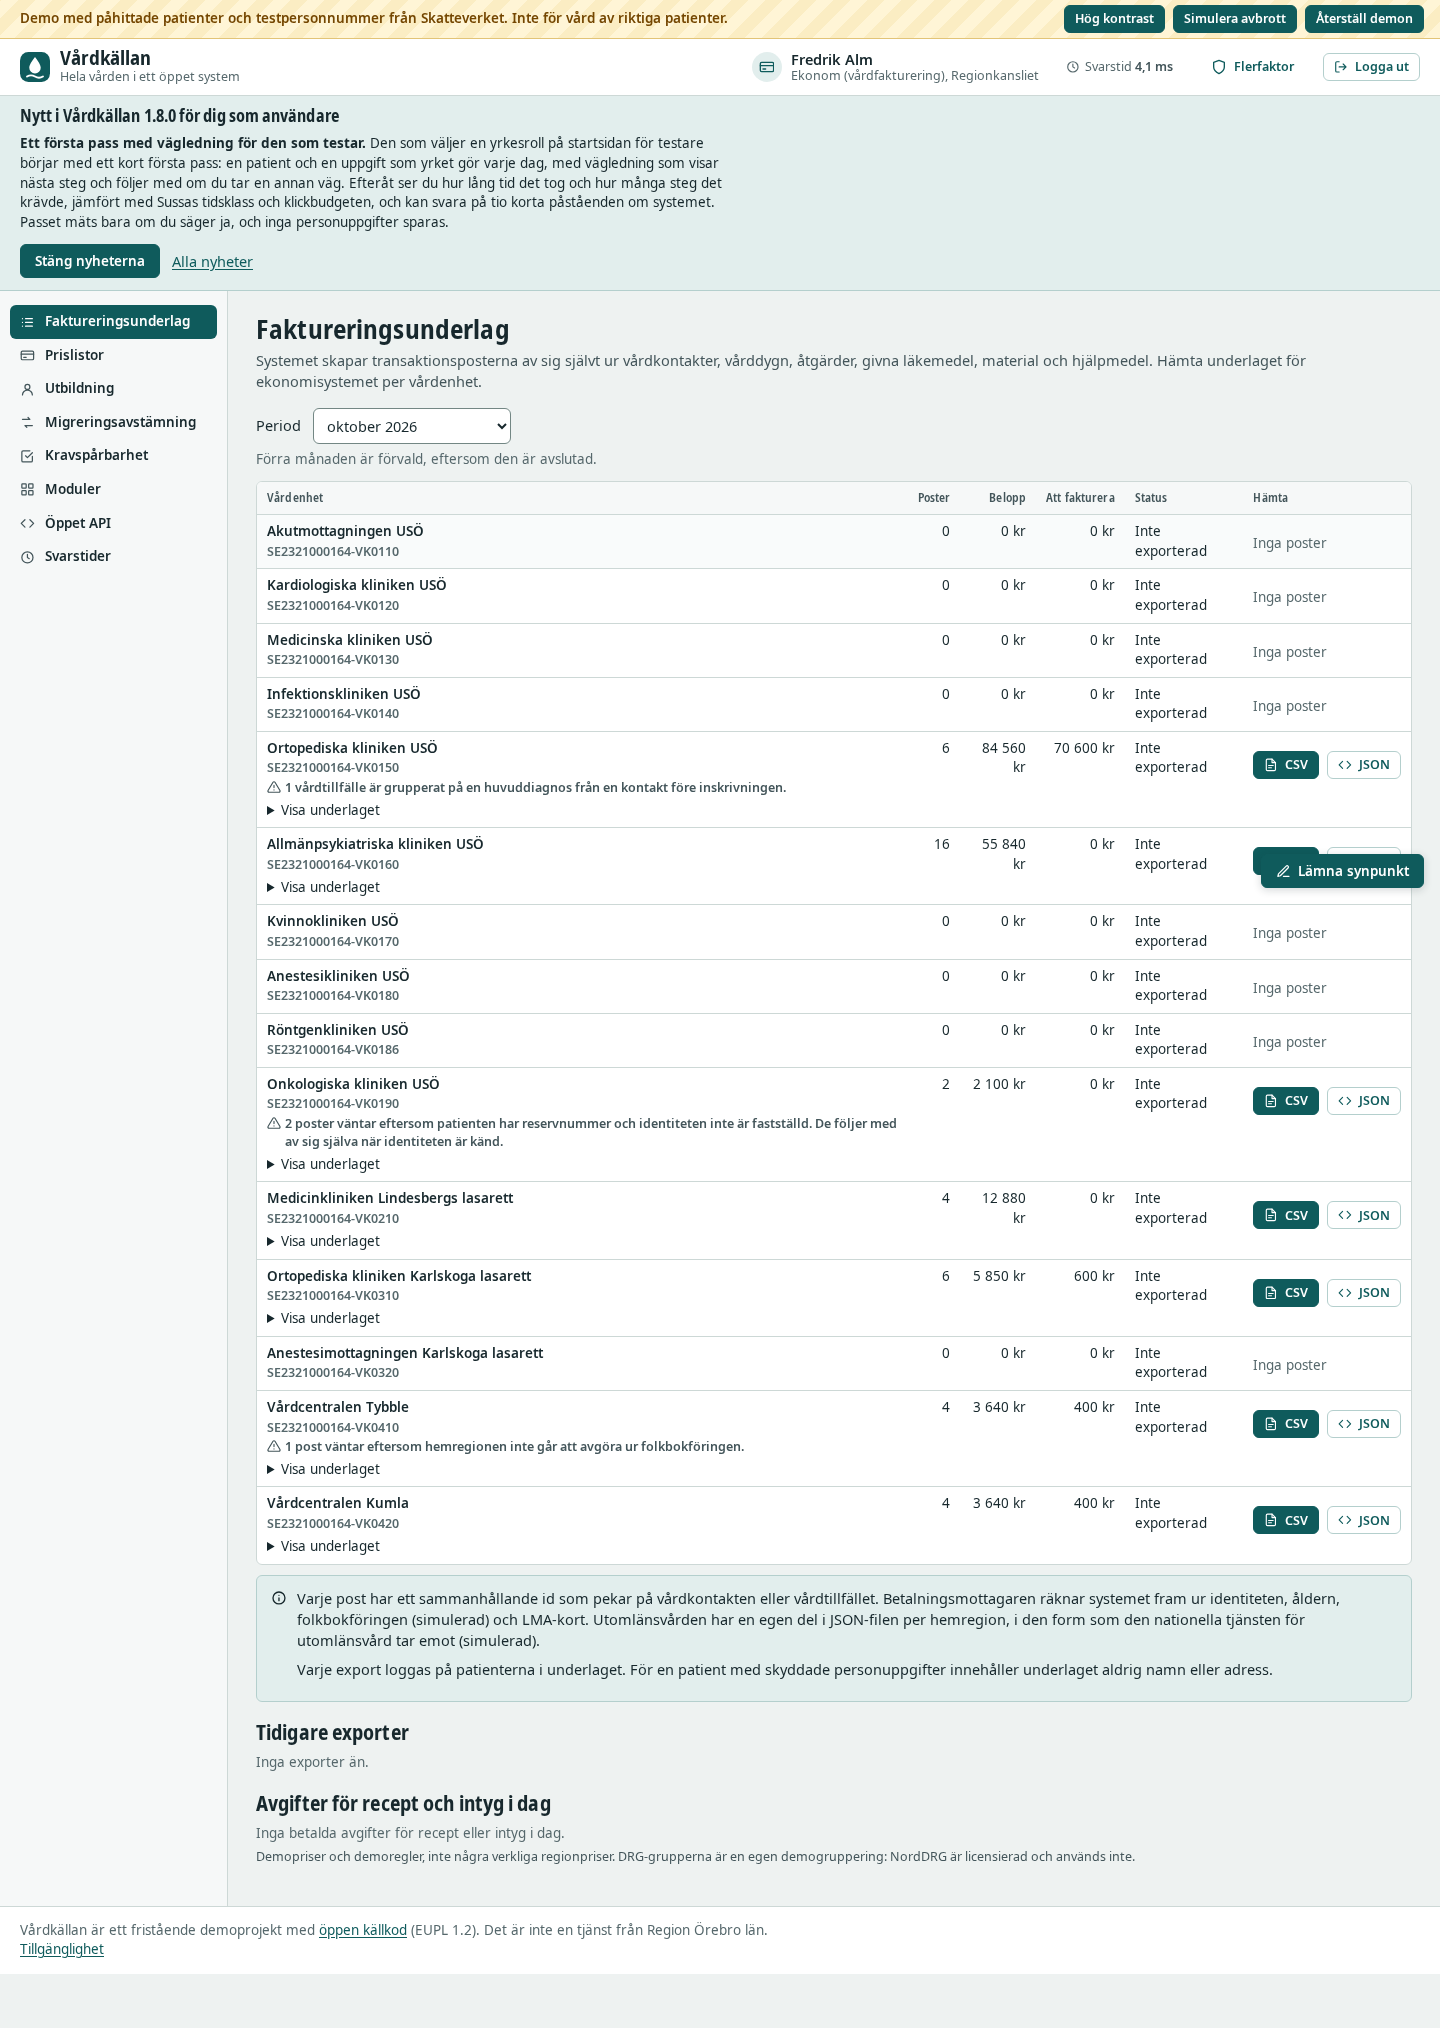 Demo med påhittade patienter och testpersonnummer från Skatteverket. Inte för vård av riktiga patienter.
Hög kontrast
Simulera avbrott
Återställ demon
Vårdkällan
Hela vården i ett öppet system
Fredrik Alm
Ekonom (vårdfakturering), Regionkansliet
Svarstid 4,1 ms
Flerfaktor
Logga ut
Nytt i Vårdkällan 1.8.0 för dig som användare
Ett första pass med vägledning för den som testar. Den som väljer en yrkesroll på startsidan för testare
börjar med ett kort första pass: en patient och en uppgift som yrket gör varje dag, med vägledning som visar
nästa steg och följer med om du tar en annan väg. Efteråt ser du hur lång tid det tog och hur många steg det
krävde, jämfört med Sussas tidsklass och klickbudgeten, och kan svara på tio korta påståenden om systemet.
Passet mäts bara om du säger ja, och inga personuppgifter sparas.
Stäng nyheterna
Alla nyheter
Faktureringsunderlag
Prislistor
Utbildning
Migreringsavstämning
Kravspårbarhet
Moduler
Öppet API
Svarstider
Faktureringsunderlag
Systemet skapar transaktionsposterna av sig självt ur vårdkontakter, vårddygn, åtgärder, givna läkemedel, material och hjälpmedel. Hämta underlaget för
ekonomisystemet per vårdenhet.
Period
oktober 2026
Förra månaden är förvald, eftersom den är avslutad.
Vårdenhet Poster Belopp Att fakturera Status Hämta
Akutmottagningen USÖ 0 0 kr 0 kr Inte
SE2321000164-VK0110 exporterad Inga poster
Kardiologiska kliniken USÖ 0 0 kr 0 kr Inte
SE2321000164-VK0120 exporterad Inga poster
Medicinska kliniken USÖ 0 0 kr 0 kr Inte
SE2321000164-VK0130 exporterad Inga poster
Infektionskliniken USÖ 0 0 kr 0 kr Inte
SE2321000164-VK0140 exporterad Inga poster
Ortopediska kliniken USÖ 6 84 560 70 600 kr Inte
SE2321000164-VK0150 kr exporterad CSV JSON
1 vårdtillfälle är grupperat på en huvuddiagnos från en kontakt före inskrivningen.
Visa underlaget
Allmänpsykiatriska kliniken USÖ 16 55 840 0 kr Inte
SE2321000164-VK0160 kr exporterad
Lämna synpunkt
Visa underlaget
Kvinnokliniken USÖ 0 0 kr 0 kr Inte
SE2321000164-VK0170 exporterad Inga poster
Anestesikliniken USÖ 0 0 kr 0 kr Inte
SE2321000164-VK0180 exporterad Inga poster
Röntgenkliniken USÖ 0 0 kr 0 kr Inte
SE2321000164-VK0186 exporterad Inga poster
Onkologiska kliniken USÖ 2 2 100 kr 0 kr Inte
SE2321000164-VK0190 exporterad CSV JSON
2 poster väntar eftersom patienten har reservnummer och identiteten inte är fastställd. De följer med
av sig själva när identiteten är känd.
Visa underlaget
Medicinkliniken Lindesbergs lasarett 4 12 880 0 kr Inte
SE2321000164-VK0210 kr exporterad CSV JSON
Visa underlaget
Ortopediska kliniken Karlskoga lasarett 6 5 850 kr 600 kr Inte
SE2321000164-VK0310 exporterad CSV JSON
Visa underlaget
Anestesimottagningen Karlskoga lasarett 0 0 kr 0 kr Inte
SE2321000164-VK0320 exporterad Inga poster
Vårdcentralen Tybble 4 3 640 kr 400 kr Inte
SE2321000164-VK0410 exporterad CSV JSON
1 post väntar eftersom hemregionen inte går att avgöra ur folkbokföringen.
Visa underlaget
Vårdcentralen Kumla 4 3 640 kr 400 kr Inte
SE2321000164-VK0420 exporterad CSV JSON
Visa underlaget
Varje post har ett sammanhållande id som pekar på vårdkontakten eller vårdtillfället. Betalningsmottagaren räknar systemet fram ur identiteten, åldern,
folkbokföringen (simulerad) och LMA-kort. Utomlänsvården har en egen del i JSON-filen per hemregion, i den form som den nationella tjänsten för
utomlänsvård tar emot (simulerad).
Varje export loggas på patienterna i underlaget. För en patient med skyddade personuppgifter innehåller underlaget aldrig namn eller adress.
Tidigare exporter
Inga exporter än.
Avgifter för recept och intyg i dag
Inga betalda avgifter för recept eller intyg i dag.
Demopriser och demoregler, inte några verkliga regionpriser. DRG-grupperna är en egen demogruppering: NordDRG är licensierad och används inte.
Vårdkällan är ett fristående demoprojekt med öppen källkod (EUPL 1.2). Det är inte en tjänst från Region Örebro län.
Tillgänglighet